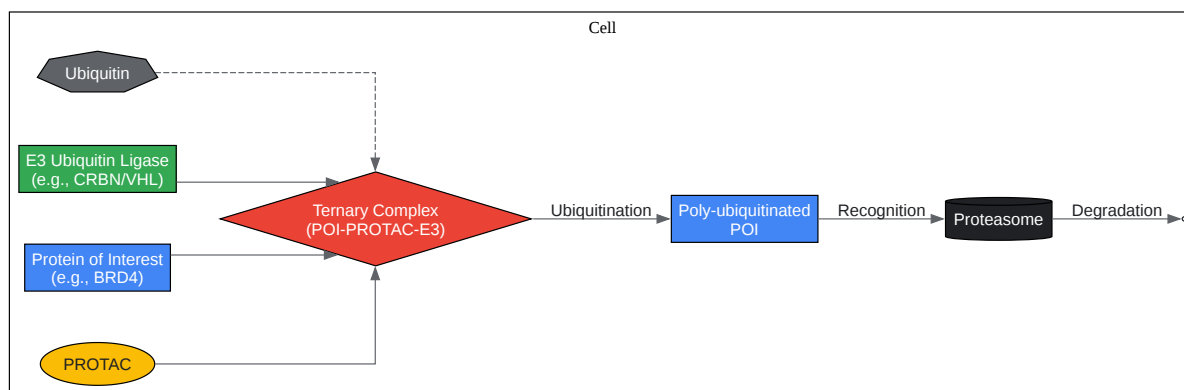 Cell
Ubiquitin
E3 Ubiquitin Ligase
(e.g., CRBN/VHL)
Protein of Interest
(e.g., BRD4)
PROTAC
Ternary Complex
(POI-PROTAC-E3)
Ubiquitination
Poly-ubiquitinated
POI
Recognition
Proteasome
Degradation